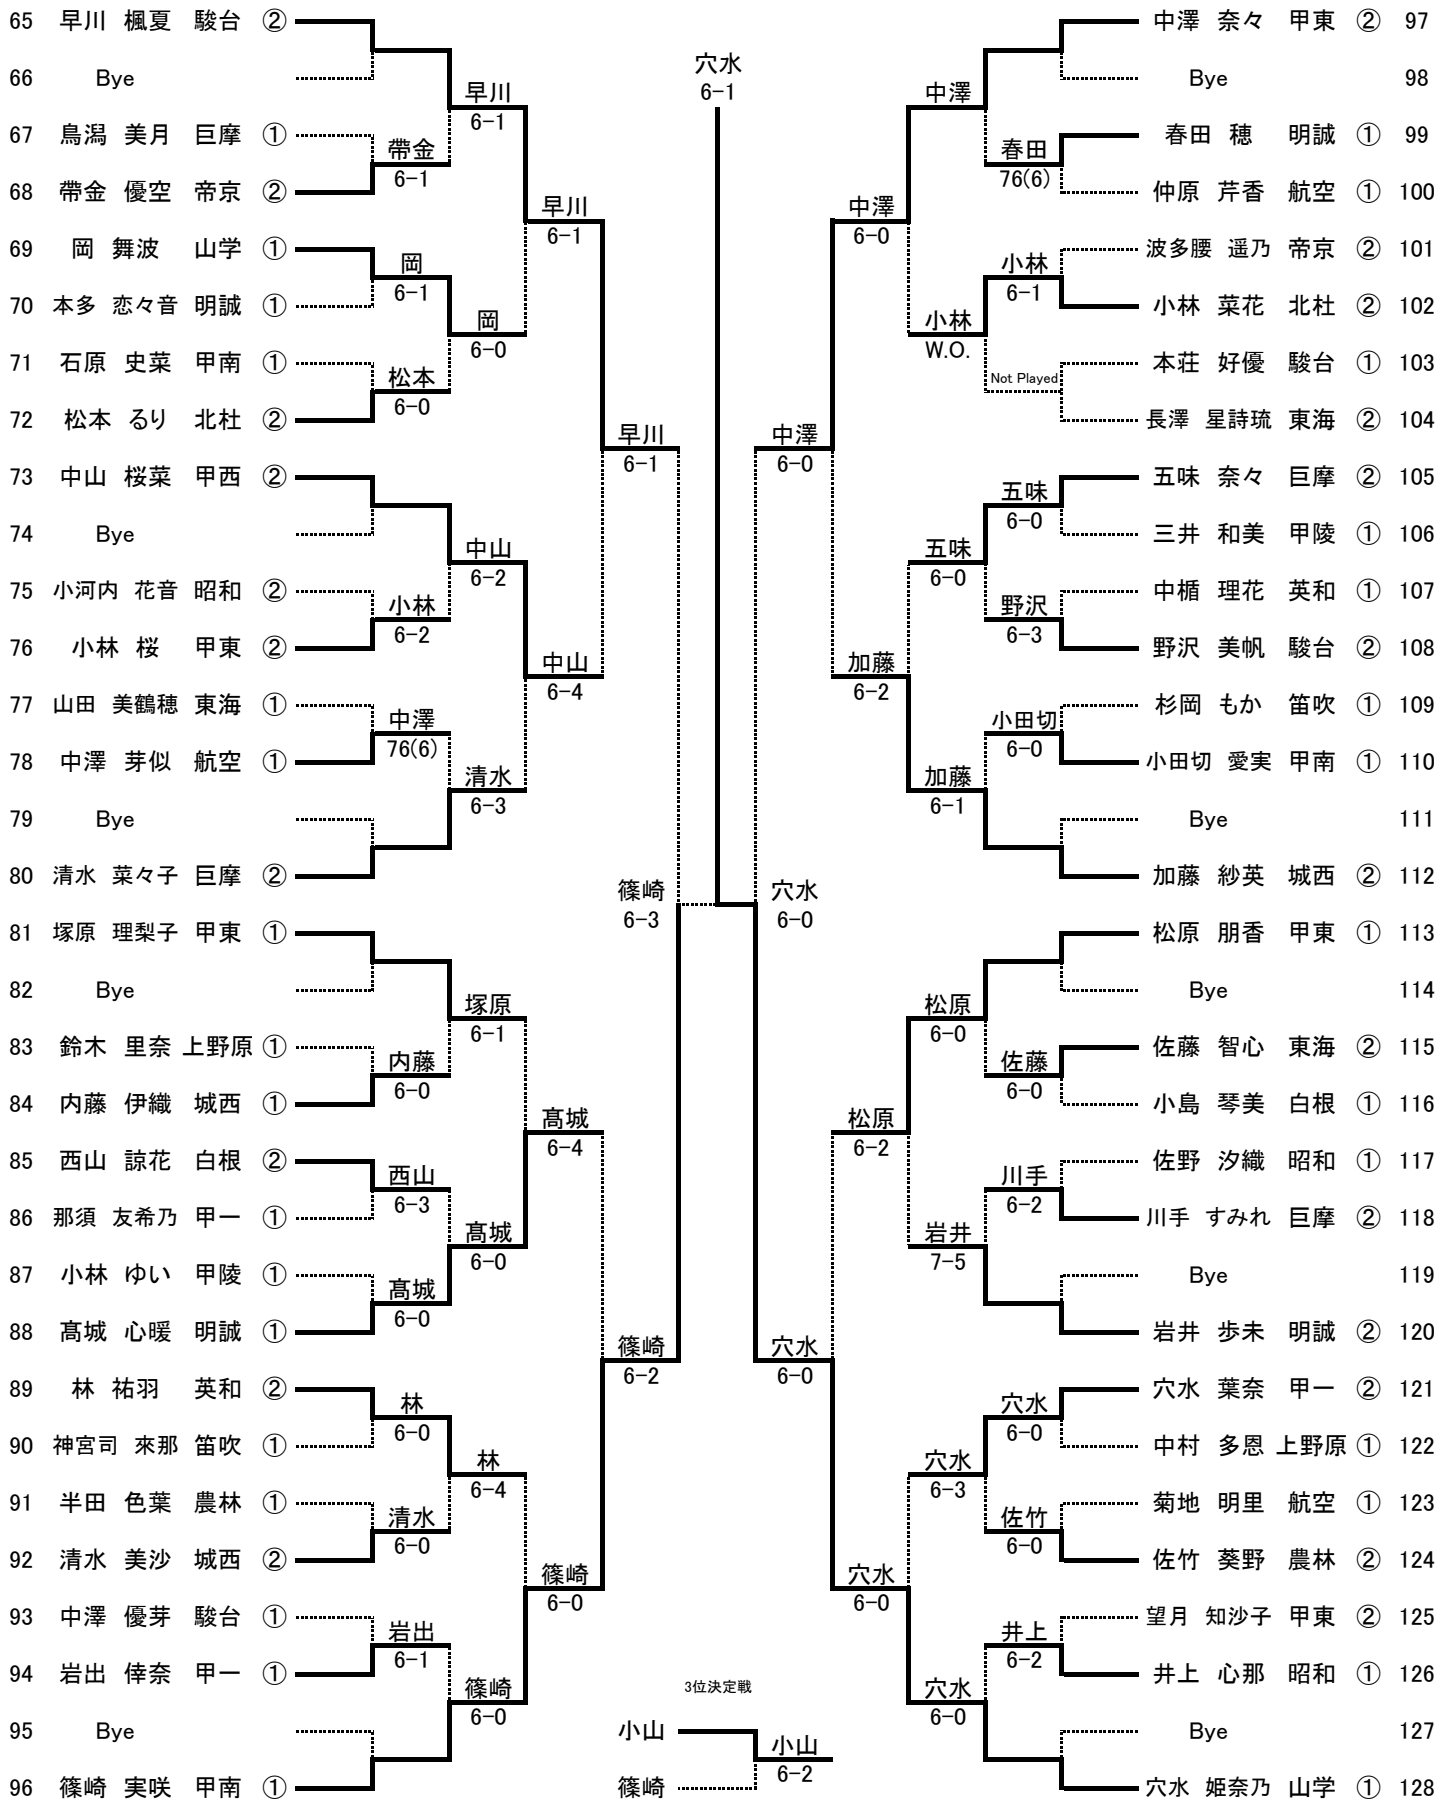 65 早川 楓夏 駿台 ②
66 Bye
67 鳥潟 美月 巨摩 ①
68 帶金 優空 帝京 ②
69 岡 舞波 山学 ①
70 本多 恋々音 明誠 ①
71 石原 史菜 甲南 ①
72 松本 るり 北杜 ②
73 中山 桜菜 甲西 ②
74 Bye
75 小河内 花音 昭和 ②
76 小林 桜 甲東 ②
77 山田 美鶴穂 東海 ①
78 中澤 芽似 航空 ①
79 Bye
80 清水 菜々子 巨摩 ②
81 塚原 理梨子 甲東 ①
82 Bye
83 鈴木 里奈 上野原 ①
84 内藤 伊織 城西 ①
85 西山 諒花 白根 ②
86 那須 友希乃 甲一 ①
87 小林 ゆい 甲陵 ①
88 髙城 心暖 明誠 ①
89 林 祐羽 英和 ②
90 神宮司 來那 笛吹 ①
91 半田 色葉 農林 ①
92 清水 美沙 城西 ②
93 中澤 優芽 駿台 ①
94 岩出 倖奈 甲一 ①
95 Bye
96 篠崎 実咲 甲南 ①
帶金
6-1
岡
6-1
松本
6-0
小林
6-2
中澤
76(6)
内藤
6-0
西山
6-3
髙城
6-0
林
6-0
清水
6-0
岩出
6-1
早川
6-1
岡
6-0
中山
6-2
清水
6-3
塚原
6-1
髙城
6-0
林
6-4
篠崎
6-0
早川
6-1
中山
6-4
髙城
6-4
篠崎
6-0
早川
6-1
篠崎
6-2
篠崎
6-3
穴水
6-1
穴水
6-0
中澤
6-0
穴水
6-0
中澤
6-0
加藤
6-2
松原
6-2
穴水
6-0
中澤
小林
W.O.
五味
6-0
加藤
6-1
松原
6-0
岩井
7-5
穴水
6-3
穴水
6-0
春田
76(6)
小林
6-1
Not Played
五味
6-0
野沢
6-3
小田切
6-0
佐藤
6-0
川手
6-2
穴水
6-0
佐竹
6-0
井上
6-2
中澤 奈々 甲東 ② 97
Bye 98
春田 穂 明誠 ① 99
仲原 芹香 航空 ① 100
波多腰 遥乃 帝京 ② 101
小林 菜花 北杜 ② 102
本荘 好優 駿台 ① 103
長澤 星詩琉 東海 ② 104
五味 奈々 巨摩 ② 105
三井 和美 甲陵 ① 106
中楯 理花 英和 ① 107
野沢 美帆 駿台 ② 108
杉岡 もか 笛吹 ① 109
小田切 愛実 甲南 ① 110
Bye 111
加藤 紗英 城西 ② 112
松原 朋香 甲東 ① 113
Bye 114
佐藤 智心 東海 ② 115
小島 琴美 白根 ① 116
佐野 汐織 昭和 ① 117
川手 すみれ 巨摩 ② 118
Bye 119
岩井 歩未 明誠 ② 120
穴水 葉奈 甲一 ② 121
中村 多恩 上野原 ① 122
菊地 明里 航空 ① 123
佐竹 葵野 農林 ② 124
望月 知沙子 甲東 ② 125
井上 心那 昭和 ① 126
Bye 127
穴水 姫奈乃 山学 ① 128
3位決定戦
小山
篠崎
小山
6-2